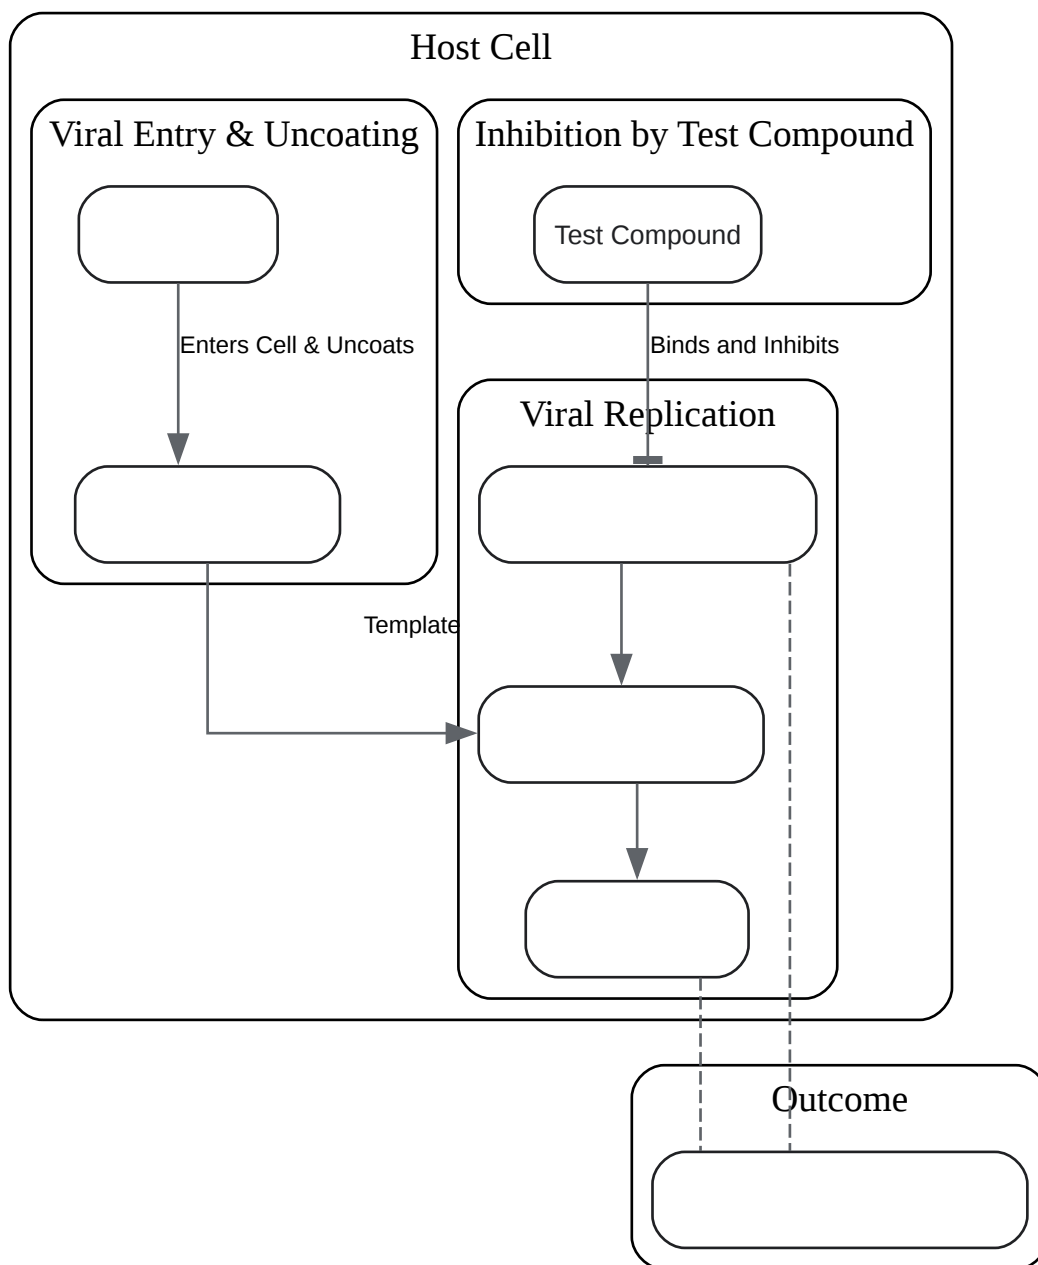 Host Cell
Viral Entry & Uncoating
Inhibition by Test Compound
Test Compound
Enters Cell & Uncoats
Binds and Inhibits
Viral Replication
Template
Outcome